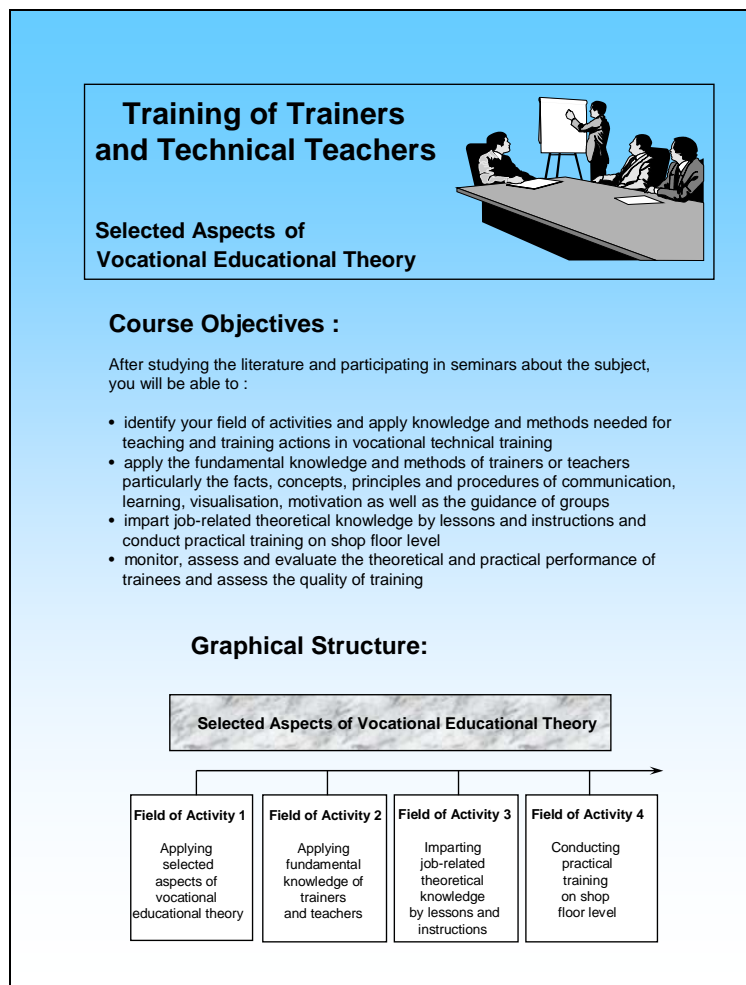 Training of Trainers
and Technical Teachers
Selected Aspects of
Vocational Educational Theory
Course Objectives :
After studying the literature and participating in seminars about the subject,
you will be able to :
• identify your field of activities and apply knowledge and methods needed for
teaching and training actions in vocational technical training
• apply the fundamental knowledge and methods of trainers or teachers
particularly the facts, concepts, principles and procedures of communication,
learning, visualisation, motivation as well as the guidance of groups
• impart job-related theoretical knowledge by lessons and instructions and
conduct practical training on shop floor level
• monitor, assess and evaluate the theoretical and practical performance of
trainees and assess the quality of training
Graphical Structure:
Selected Aspects of Vocational Educational Theory
Field of Activity 1
Applying
selected
aspects of
vocational
educational theory
Field of Activity 2
Applying
fundamental
knowledge of
trainers
and teachers
Field of Activity 3
Imparting
job-related
theoretical
knowledge
by lessons and
instructions
Field of Activity 4
Conducting
practical
training
on shop
floor level